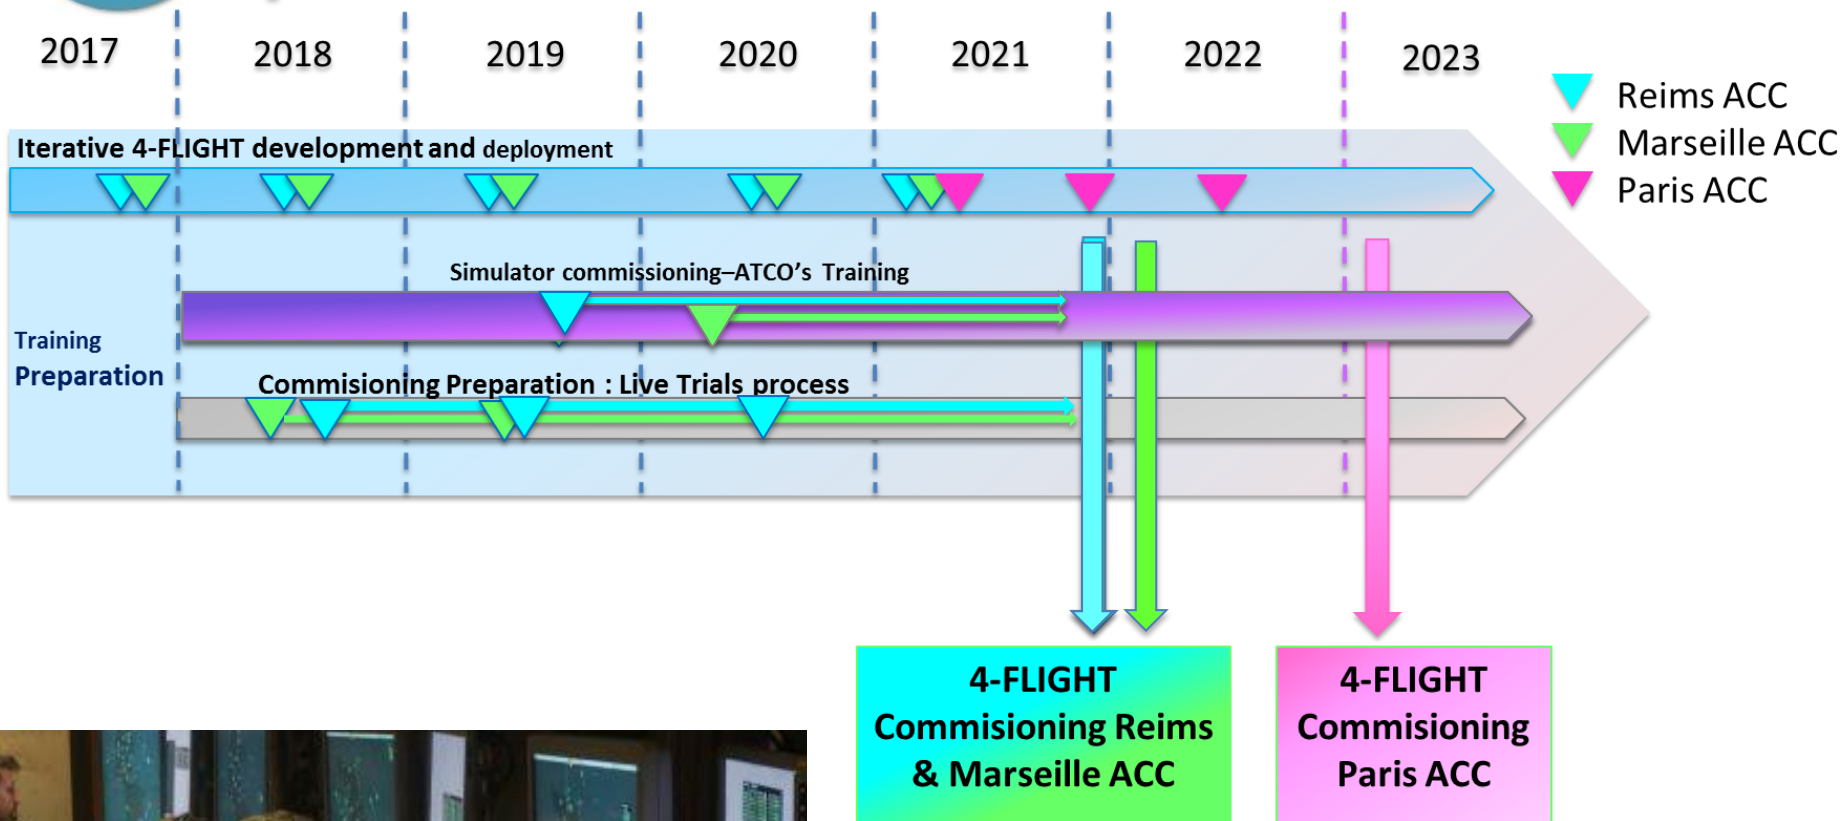 2017
2018
2019
2020
2021
2022
2023
Reims ACC
Marseille ACC
Paris ACC
Iterative 4-FLIGHT development and deployment
Simulator commissioning–ATCO's Training
Training
Preparation
Commisioning Preparation : Live Trials process
4-FLIGHT
Commisioning Reims
& Marseille ACC
4-FLIGHT
Commisioning
Paris ACC